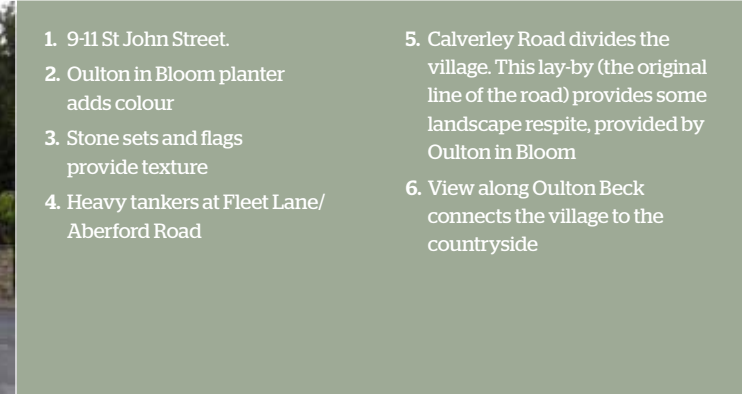 1. 9-11 St John Street.
2. Oulton in Bloom planter
adds colour
3. Stone sets and flags
provide texture
4. Heavy tankers at Fleet Lane/
Aberford Road
5. Calverley Road divides the
village. This lay-by (the original
line of the road) provides some
landscape respite, provided by
Oulton in Bloom
6. View along Oulton Beck
connects the village to the
countryside